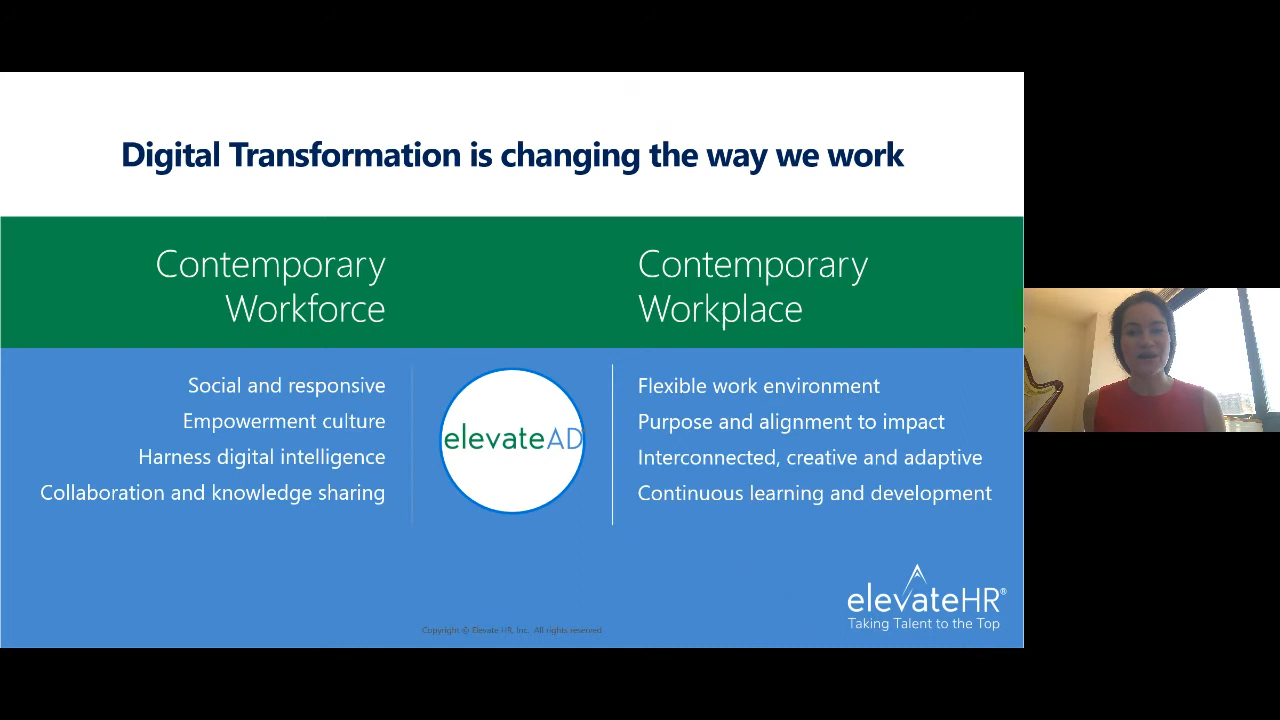 Digital Transformation is changing the way we work
Contemporary
Workforce
Social and responsive
Empowerment culture
Harness digital intelligence
Collaboration and knowledge sharing
elevateAD
Contemporary
Workplace
Flexible work environment
Purpose and alignment to impact
Interconnected, creative and adaptive
Continuous learning and development
elevateHR®
Taking Talent to the Top
Copyright © Elevate HR, Inc. All rights reserved